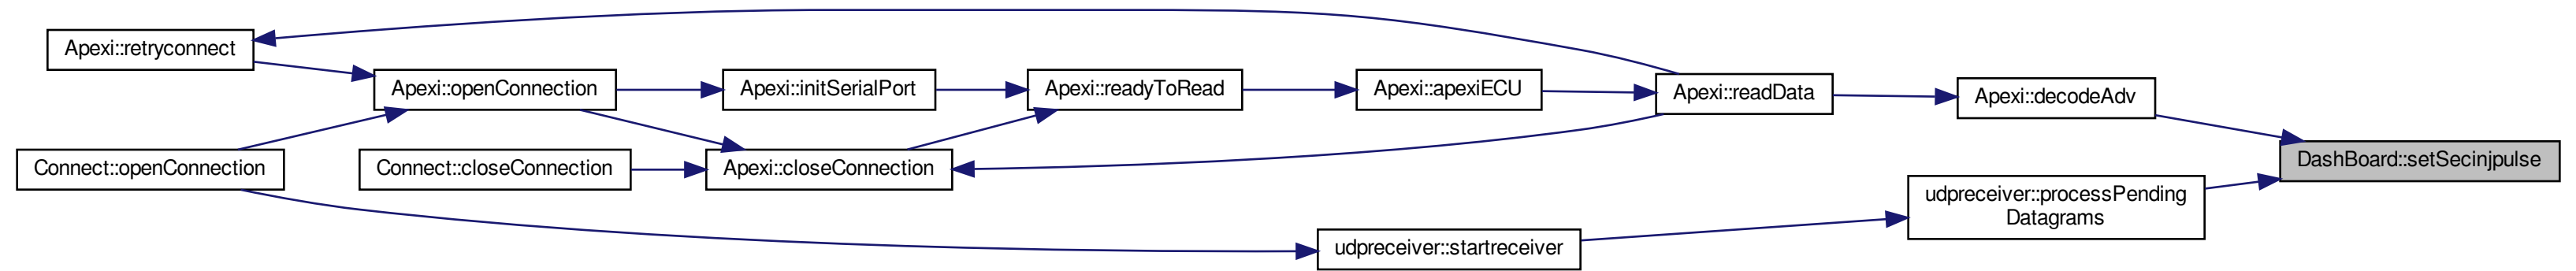 Apexi::retryconnect
Apexi::openConnection
Apexi::initSerialPort
Apexi::readyToRead
Apexi::apexiECU
Apexi::readData
Apexi::decodeAdv
Connect::openConnection
Connect::closeConnection
Apexi::closeConnection
DashBoard::setSecinjpulse
udpreceiver::processPending
Datagrams
udpreceiver::startreceiver